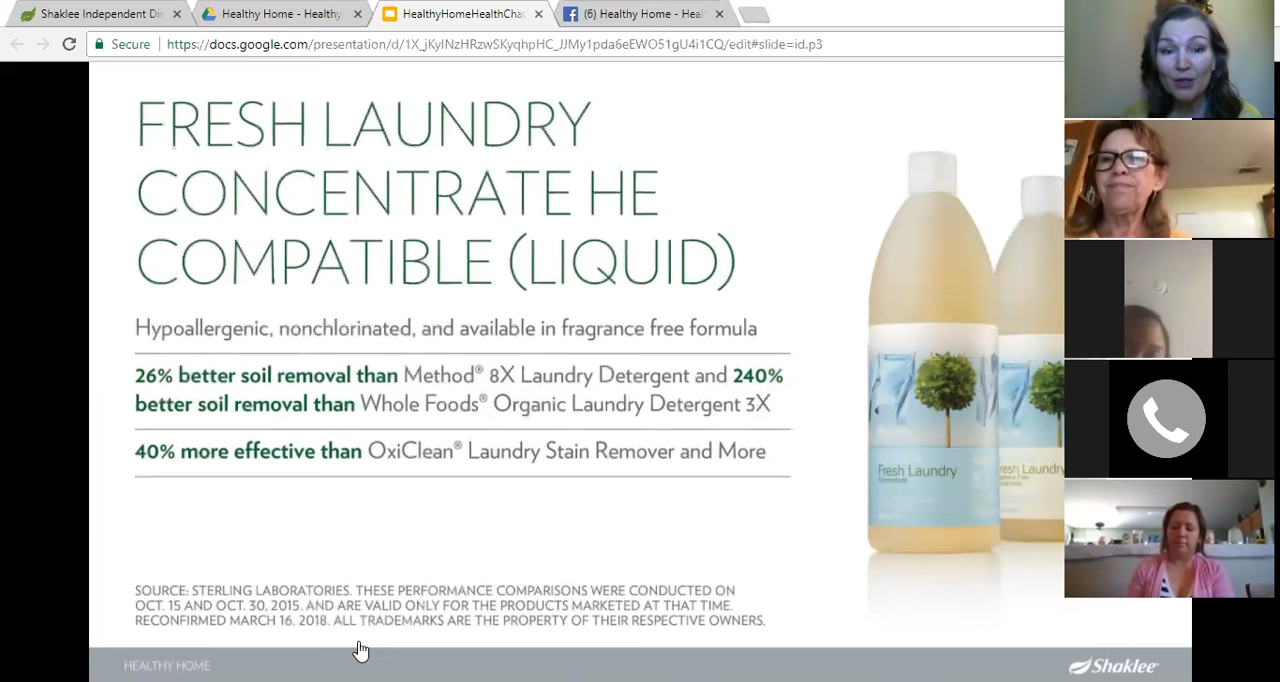 Shaklee Independent Di
Healthy Home - Healthy
HealthyHomeHealthCha
(6) Healthy Home - Heal
Secure
https://docs.google.com/presentation/d/1X_jKyINzHRzwSKyqhpHC_JJMy1pda6eEWO51gU4i1CQ/edit#slide=id.p3
FRESH LAUNDRY
CONCENTRATE HE
COMPATIBLE (LIQUID)
Hypoallergenic, nonchlorinated, and available in fragrance free formula
26% better soil removal than Method® 8X Laundry Detergent and 240%
better soil removal than Whole Foods® Organic Laundry Detergent 3X
40% more effective than OxiClean® Laundry Stain Remover and More
Fresh Laundry
resh Laundry
SOURCE: STERLING LABORATORIES. THESE PERFORMANCE COMPARISONS WERE CONDUCTED ON
OCT. 15 AND OCT. 30, 2015. AND ARE VALID ONLY FOR THE PRODUCTS MARKETED AT THAT TIME.
RECONFIRMED MARCH 16, 2018. ALL TRADEMARKS ARE THE PROPERTY OF THEIR RESPECTIVE OWNERS.
HEALTHY HOME
Shaklee